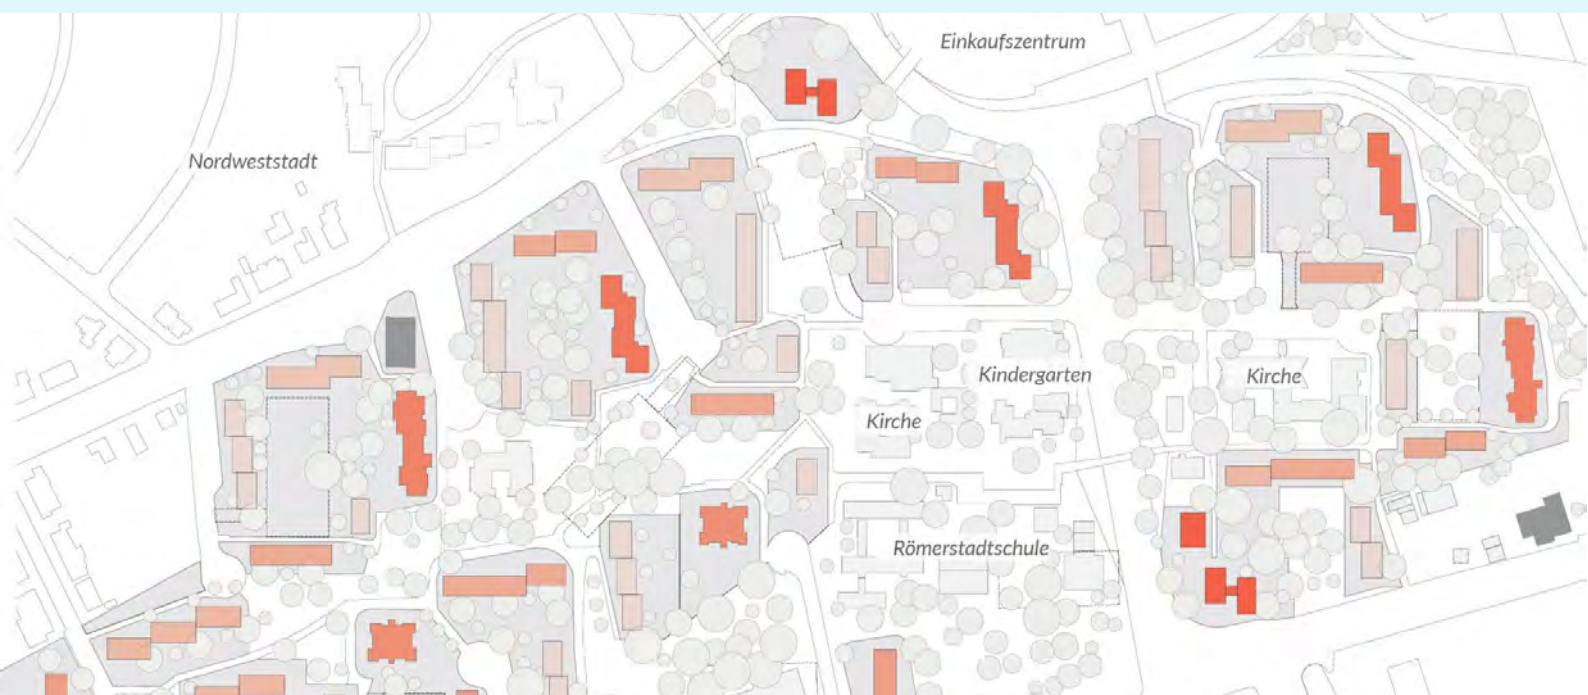 Einkaufszentrum
Nordweststadt
Kindergarten
Kirche
Kirche
Römerstadtschule